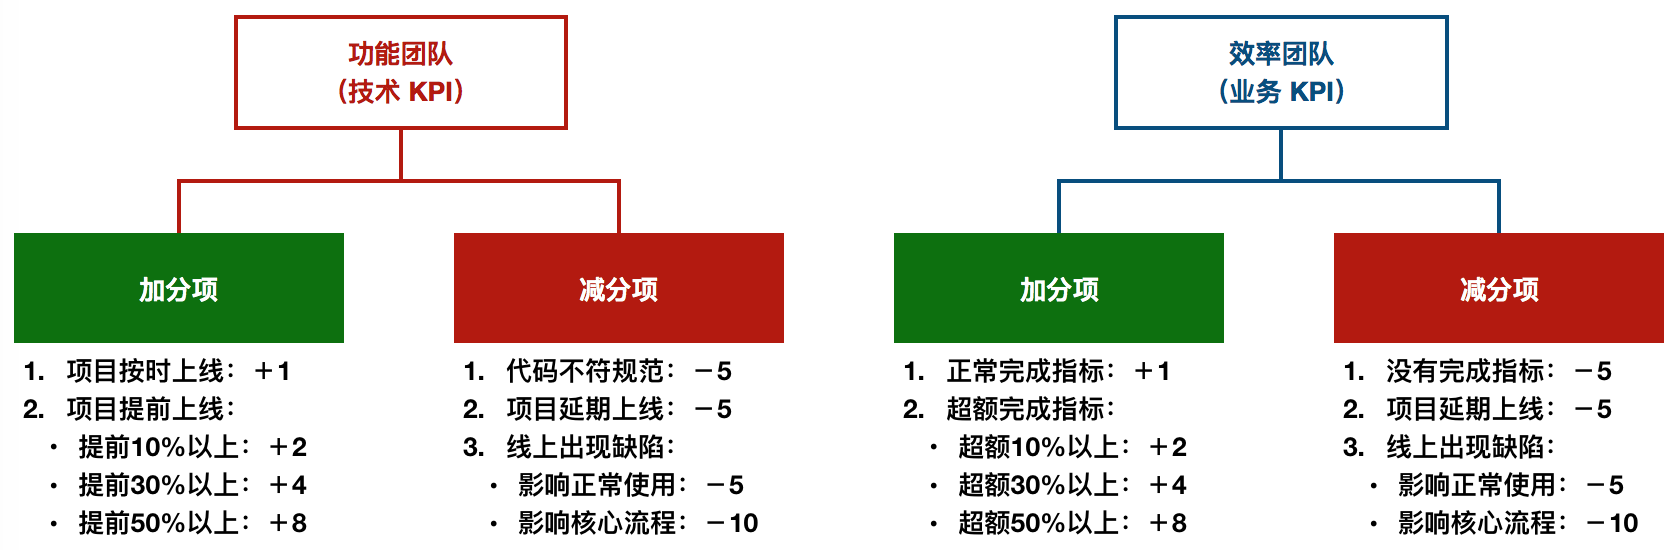 功能团队
（技术 KPI）
加分项
1. 项目按时上线：＋1
2. 项目提前上线：
· 提前10%以上：＋2
· 提前30%以上：＋4
· 提前50%以上：＋8
减分项
1. 代码不符规范：－5
2. 项目延期上线：－5
3. 线上出现缺陷：
· 影响正常使用：－5
· 影响核心流程：－10
效率团队
（业务 KPI）
加分项
1. 正常完成指标：＋1
2. 超额完成指标：
· 超额10%以上：＋2
· 超额30%以上：＋4
· 超额50%以上：＋8
减分项
1. 没有完成指标：－5
2. 项目延期上线：－5
3. 线上出现缺陷：
· 影响正常使用：－5
· 影响核心流程：－10